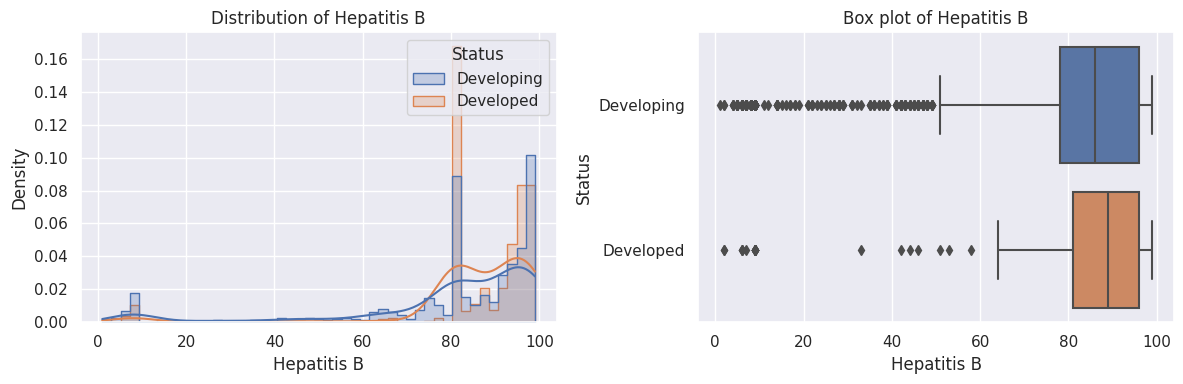 Distribution of Hepatitis B
Density
0.16
0.14
0.12
0.10
0.08
0.06
0.04
0.02
0.00
Status
Developing
Developed
0
20
40
60
80
100
Hepatitis B
Box plot of Hepatitis B
Status
Developing
Developed
0
20
40
60
80
100
Hepatitis B